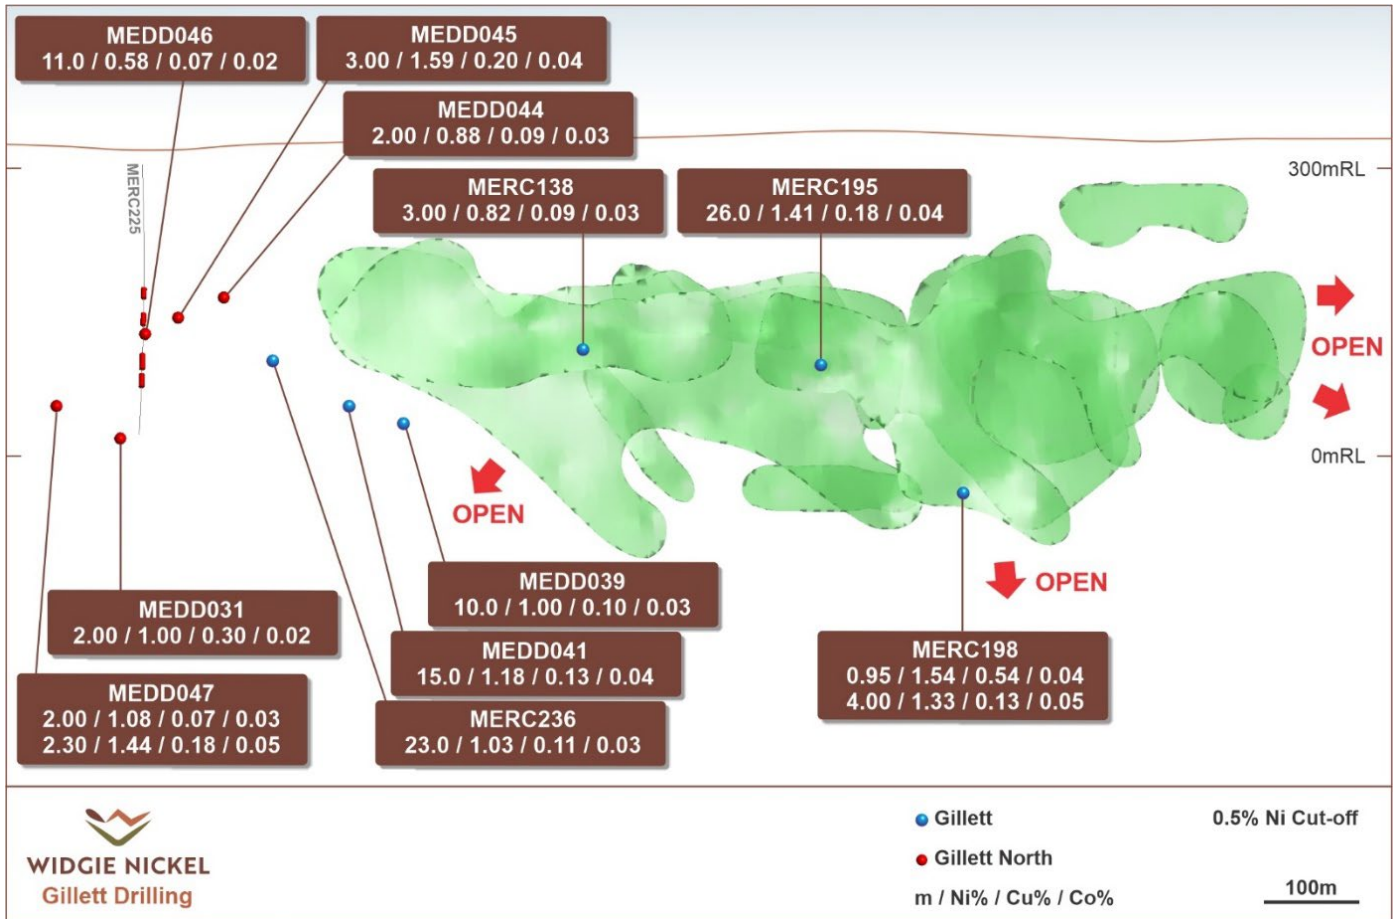 MEDD046
11.0 / 0.58 / 0.07 / 0.02
MEDD045
3.00 / 1.59 / 0.20 / 0.04
MEDD044
2.00 / 0.88 / 0.09 / 0.03
MERC225
MERC138
3.00 / 0.82 / 0.09 / 0.03
MERC195
26.0 / 1.41 / 0.18 / 0.04
300mRL
OPEN
0mRL
OPEN
OPEN
MEDD039
10.0 / 1.00 / 0.10 / 0.03
MEDD031
2.00 / 1.00 / 0.30 / 0.02
MEDD041
15.0 / 1.18 / 0.13 / 0.04
MERC198
0.95 / 1.54 / 0.54 / 0.04
4.00 / 1.33 / 0.13 / 0.05
MEDD047
2.00 / 1.08 / 0.07 / 0.03
2.30 / 1.44 / 0.18 / 0.05
MERC236
23.0 / 1.03 / 0.11 / 0.03
WIDGIE NICKEL
Gillett Drilling
Gillett
0.5% Ni Cut-off
Gillett North
m / Ni% / Cu% / Co%
100m